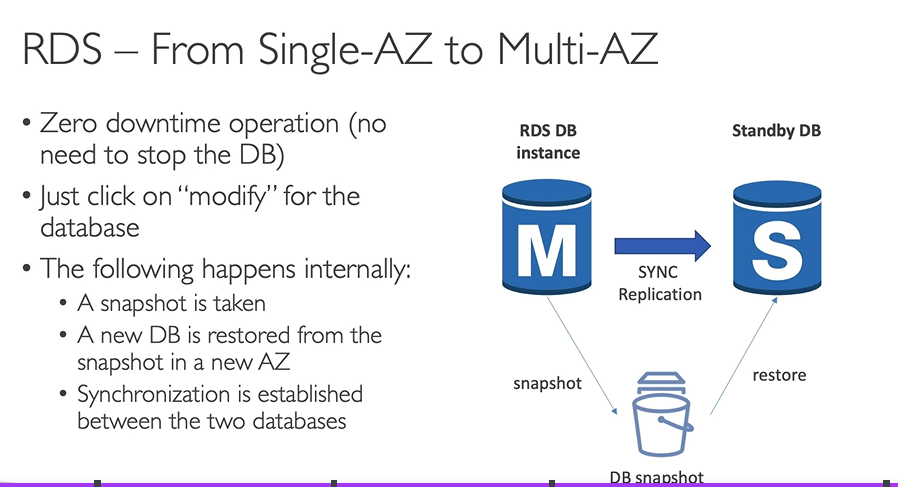 RDS – From Single-AZ to Multi-AZ
• Zero downtime operation (no
need to stop the DB)
• Just click on “modify” for the
database
• The following happens internally:
• A snapshot is taken
• A new DB is restored from the
snapshot in a new AZ
• Synchronization is established
between the two databases
RDS DB
instance
Standby DB
M
S
SYNC
Replication
snapshot
restore
DB snapshot